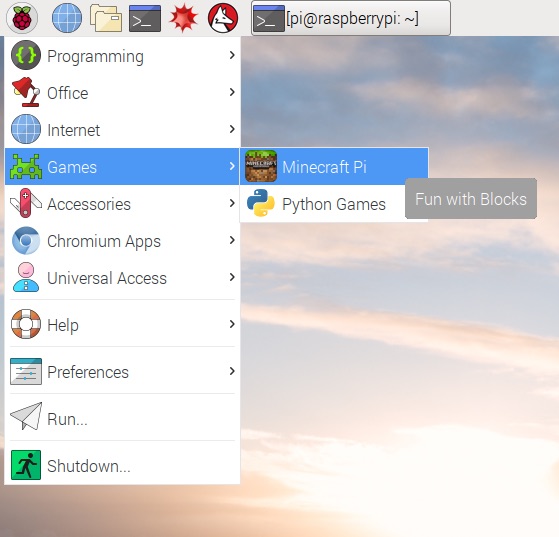 [pi@raspberrypi: ~]
Programming
Office
Internet
Games
Minecraft Pi
Fun with Blocks
Accessories
Python Games
Chromium Apps
Universal Access
Help
Preferences
Run...
Shutdown...